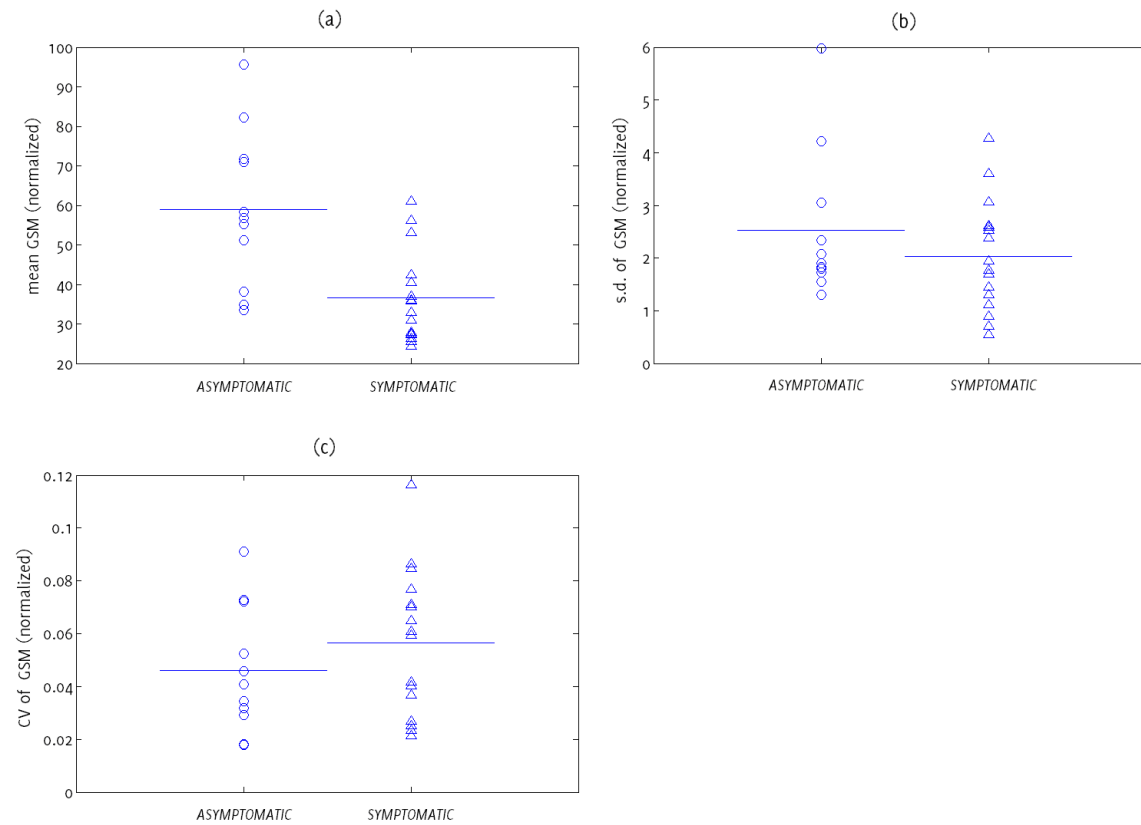 (a)
mean GSM (normalized)
100
90
80
70
60
50
40
30
20
ASYMPTOMATIC SYMPTOMATIC
(b)
s.d. of GSM (normalized)
6
5
4
3
2
1
0
ASYMPTOMATIC SYMPTOMATIC
(c)
CV of GSM (normalized)
0.12
0.1
0.08
0.06
0.04
0.02
0
ASYMPTOMATIC SYMPTOMATIC